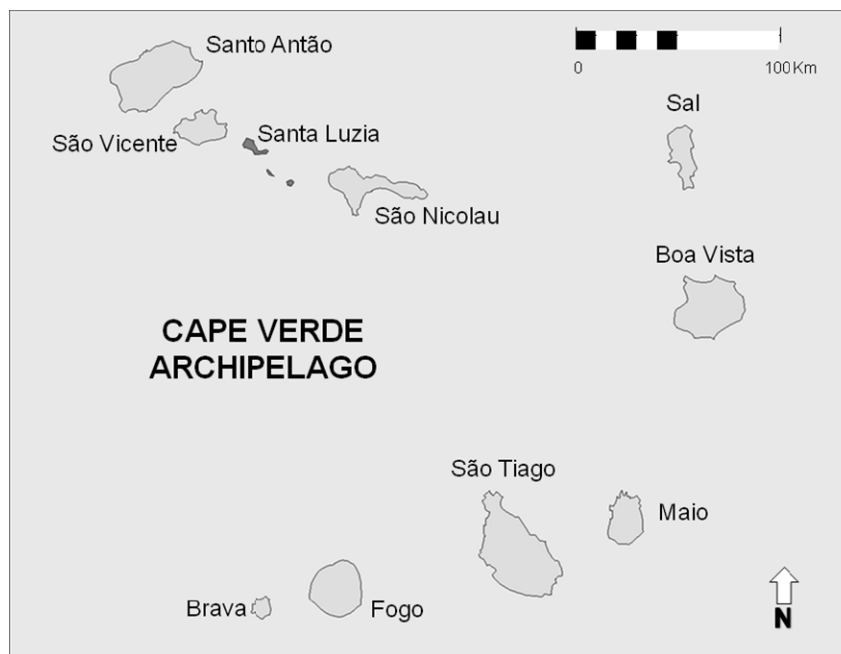 Santo Antão
0
100 Km
Sal
São Vicente
Santa Luzia
São Nicolau
Boa Vista
CAPE VERDE
ARCHIPELAGO
São Tiago
Maio
Brava
Fogo
N